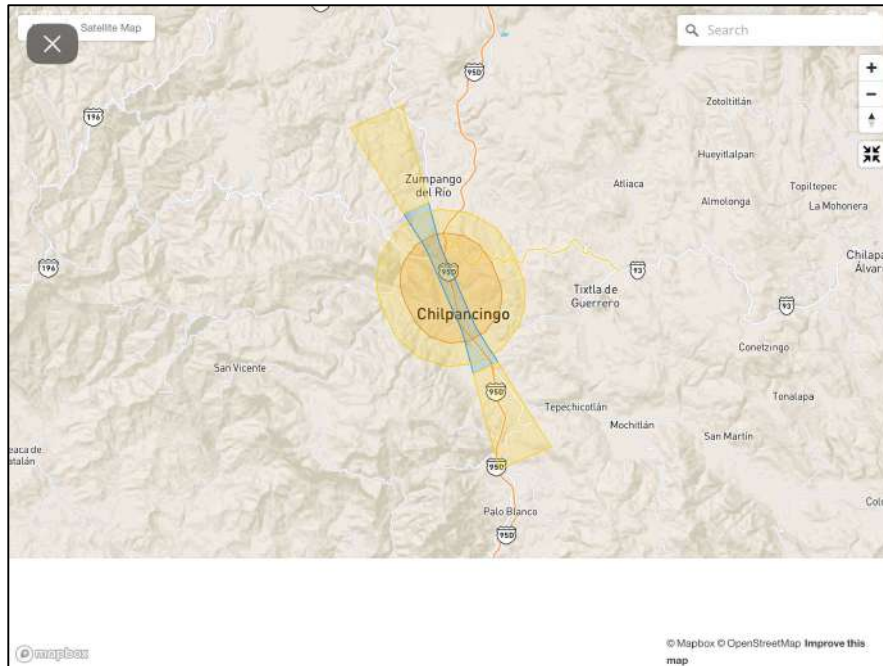 Satellite Map
Search
950
196
Zotoltitlán
Hueyitlalpan
Zumpango
del Río
Atliaca
Topiltepec
Almolonga
La Mohonera
Chilapa
Álvar
196
950
93
Tixtla de
Guerrero
93
Chilpancingo
Conetzingo
San Vicente
950
Tonalapa
Tepechicotlán
Mochitlán
San Martín
eaca de
atalán
950
Colo
Palo Blanco
950
© Mapbox © OpenStreetMap Improve this
map
mapbox